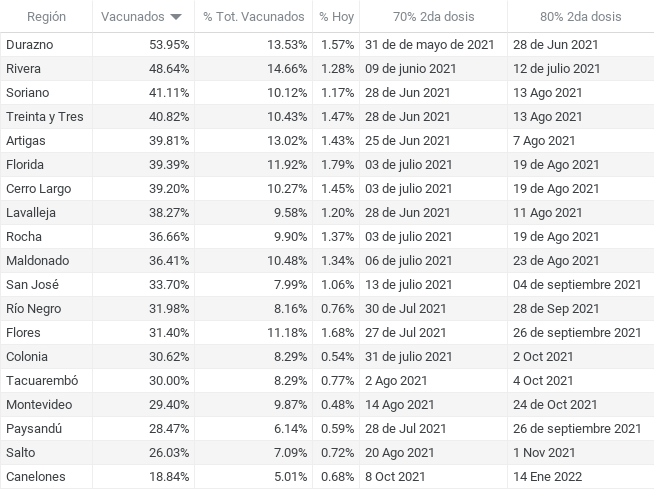 Región Vacunados % Tot. Vacunados % Hoy 70% 2da dosis 80% 2da dosis
Durazno 53.95% 13.53% 1.57% 31 de de mayo de 2021 28 de Jun 2021
Rivera 48.64% 14.66% 1.28% 09 de junio 2021 12 de julio 2021
Soriano 41.11% 10.12% 1.17% 28 de Jun 2021 13 Ago 2021
Treinta y Tres 40.82% 10.43% 1.47% 28 de Jun 2021 13 Ago 2021
Artigas 39.81% 13.02% 1.43% 25 de Jun 2021 7 Ago 2021
Florida 39.39% 11.92% 1.79% 03 de julio 2021 19 de Ago 2021
Cerro Largo 39.20% 10.27% 1.45% 03 de julio 2021 19 de Ago 2021
Lavalleja 38.27% 9.58% 1.20% 28 de Jun 2021 11 Ago 2021
Rocha 36.66% 9.90% 1.37% 03 de julio 2021 19 de Ago 2021
Maldonado 36.41% 10.48% 1.34% 06 de julio 2021 23 de Ago 2021
San José 33.70% 7.99% 1.06% 13 de julio 2021 04 de septiembre 2021
Río Negro 31.98% 8.16% 0.76% 30 de Jul 2021 28 de Sep 2021
Flores 31.40% 11.18% 1.68% 27 de Jul 2021 26 de septiembre 2021
Colonia 30.62% 8.29% 0.54% 31 de julio 2021 2 Oct 2021
Tacuarembó 30.00% 8.29% 0.77% 2 Ago 2021 4 Oct 2021
Montevideo 29.40% 9.87% 0.48% 14 Ago 2021 24 de Oct 2021
Paysandú 28.47% 6.14% 0.59% 28 de Jul 2021 26 de septiembre 2021
Salto 26.03% 7.09% 0.72% 20 Ago 2021 1 Nov 2021
Canelones 18.84% 5.01% 0.68% 8 Oct 2021 14 Ene 2022